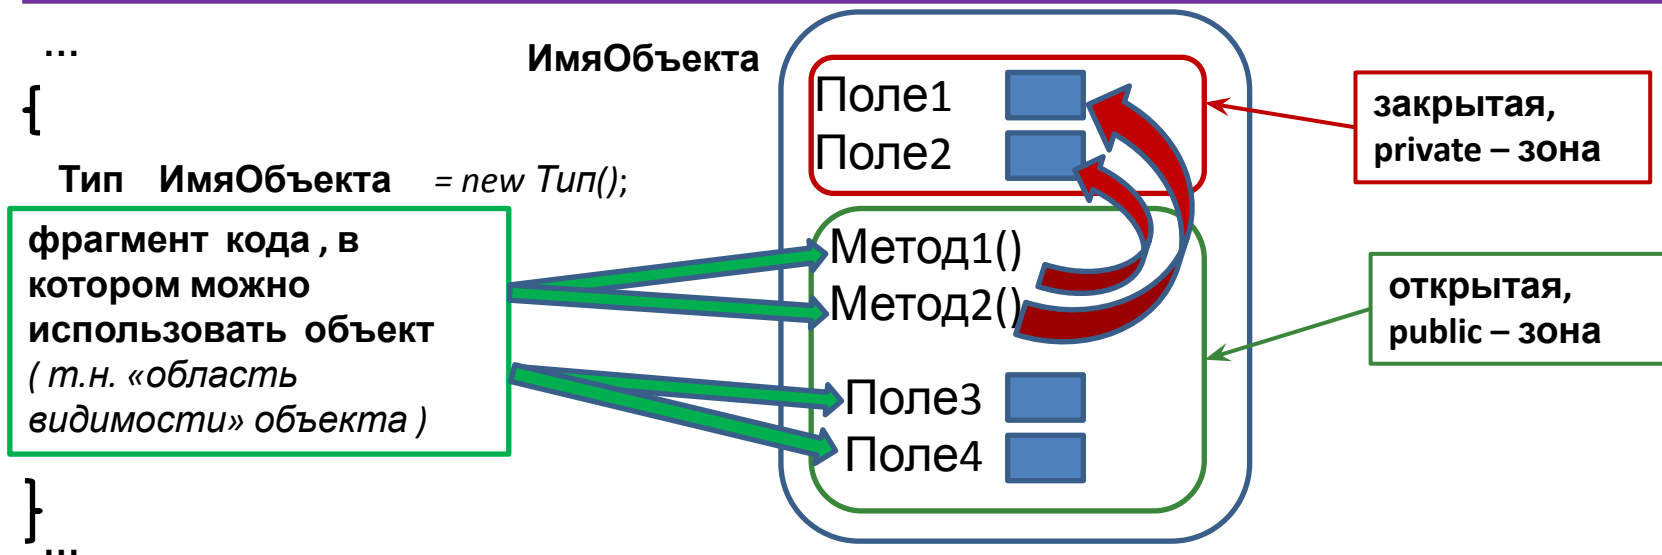 ...
{
Тип ИмяОбъекта = new Тип();
фрагмент кода , в
котором можно
использовать объект
( т.н. «область
видимости» объекта )
}
...
ИмяОбъекта
Поле1
Поле2
Метод1()
Метод2()
Поле3
Поле4
закрытая,
private – зона
открытая,
public – зона